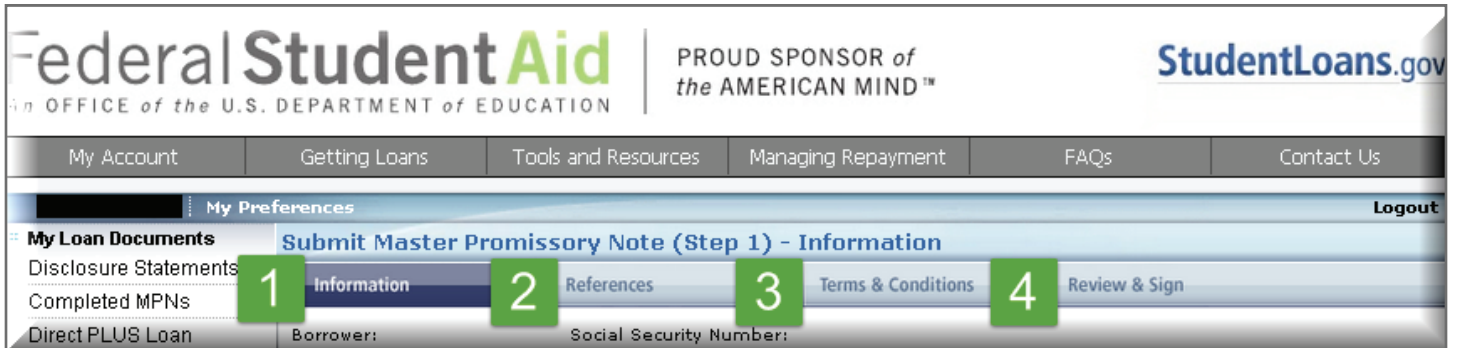 Federal Student Aid
An OFFICE of the U.S. DEPARTMENT of EDUCATION
PROUD SPONSOR of
the AMERICAN MIND™
StudentLoans.gov
My Account Getting Loans Tools and Resources Managing Repayment FAQs Contact Us
My Preferences Logout
My Loan Documents
Disclosure Statements
Completed MPNs
Direct PLUS Loan
Submit Master Promissory Note (Step 1) - Information
1 Information 2 References 3 Terms & Conditions 4 Review & Sign
Borrower: Social Security Number: